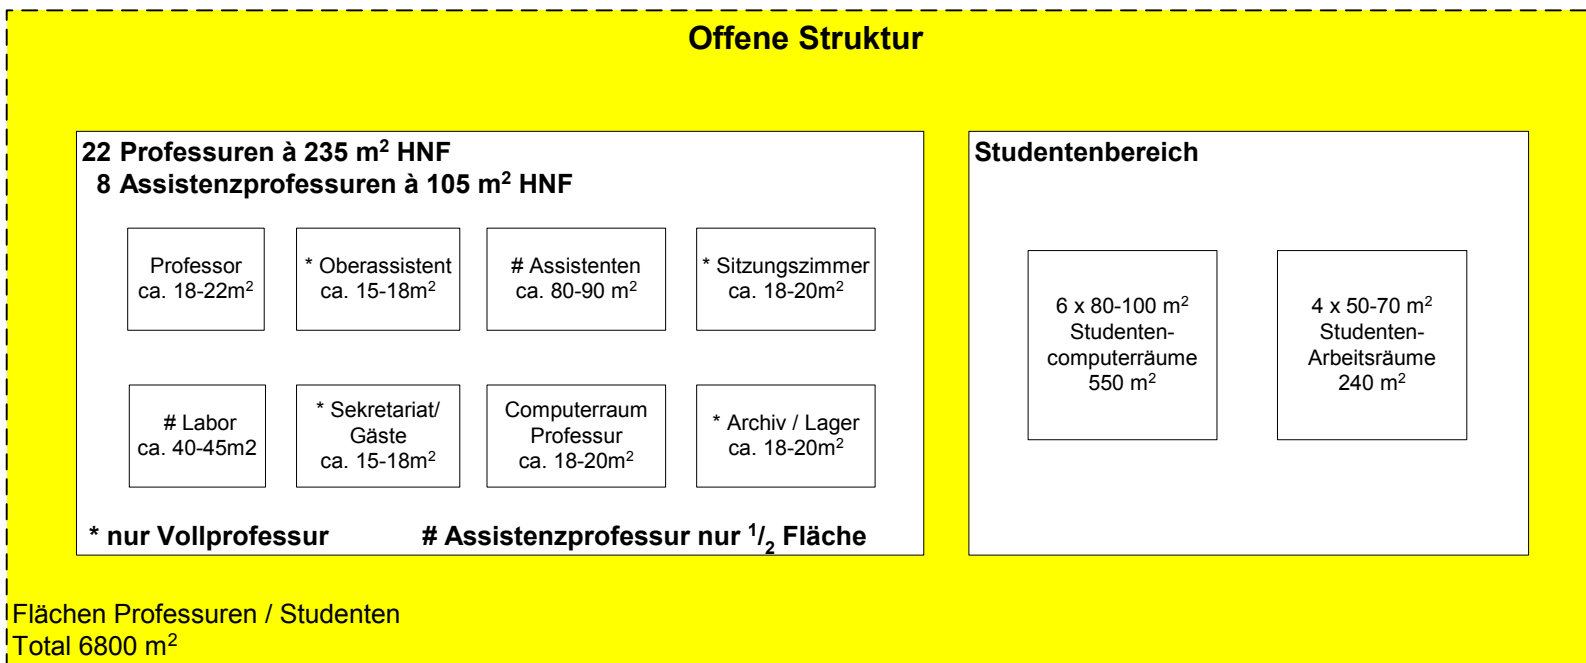 Offene Struktur
22 Professuren à 235 m² HNF
8 Assistenzprofessuren à 105 m² HNF
Professor
ca. 18-22m²
* Oberassistent
ca. 15-18m²
# Assistenten
ca. 80-90 m²
* Sitzungszimmer
ca. 18-20m²
# Labor
ca. 40-45m2
* Sekretariat/
Gäste
ca. 15-18m²
Computerraum
Professur
ca. 18-20m²
* Archiv / Lager
ca. 18-20m²
* nur Vollprofessur
# Assistenzprofessur nur ¹/₂ Fläche
Studentenbereich
6 x 80-100 m²
Studenten-
computerräume
550 m²
4 x 50-70 m²
Studenten-
Arbeitsräume
240 m²
Flächen Professuren / Studenten
Total 6800 m²